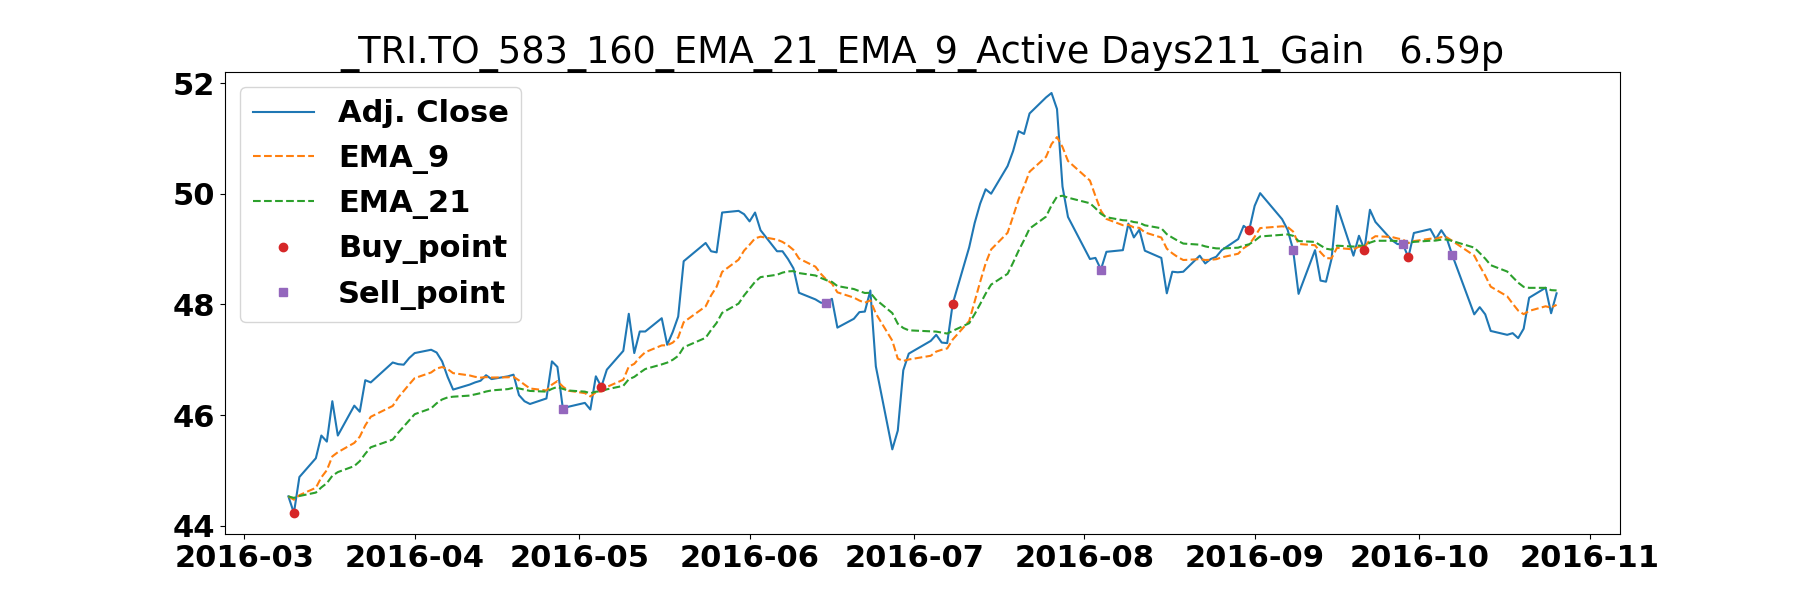 _TRI.TO_583_160_EMA_21_EMA_9_Active Days211_Gain   6.59p
52
50
48
46
44
Adj. Close
EMA_9
EMA_21
Buy_point
Sell_point
2016-03 2016-04 2016-05 2016-06 2016-07 2016-08 2016-09 2016-10 2016-11